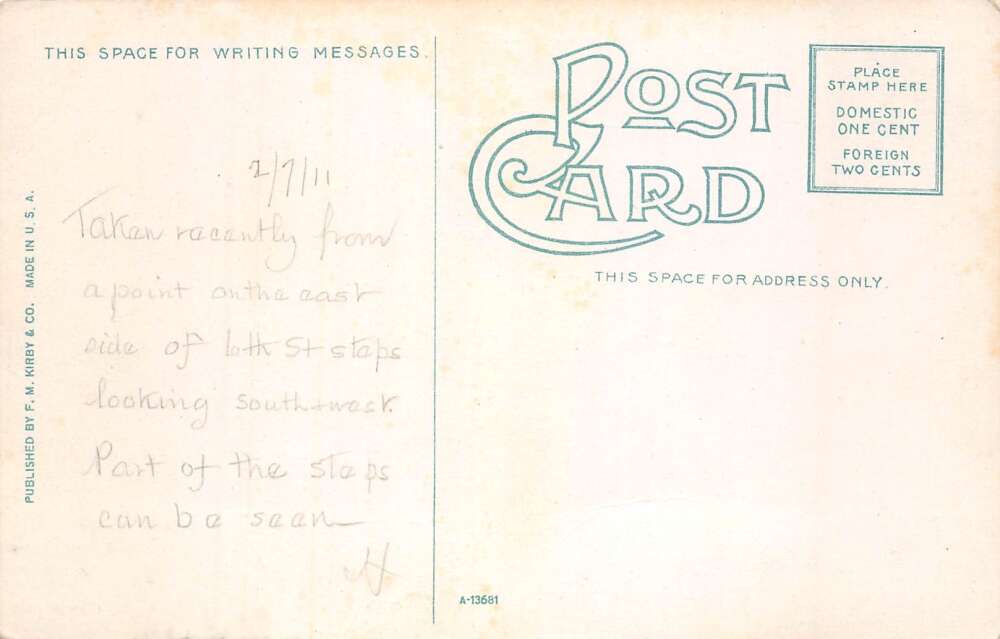 THIS SPACE FOR WRITING MESSAGES.
2/7/11
Taken recently from
a point on the east
side of 6th St steps
looking south-west.
Part of the steps
can be seen—
H
PUBLISHED BY F. M. KIRBY & CO. MADE IN U. S. A.
POST
CARD
PLACE
STAMP HERE
DOMESTIC
ONE CENT
FOREIGN
TWO CENTS
THIS SPACE FOR ADDRESS ONLY.
A-13681